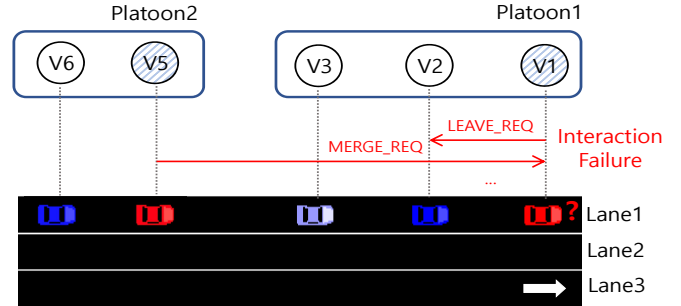 Platoon2
Platoon1
V6
V5
V3
V2
V1
LEAVE_REQ
MERGE_REQ
Interaction
Failure
...
?
Lane1
Lane2
Lane3